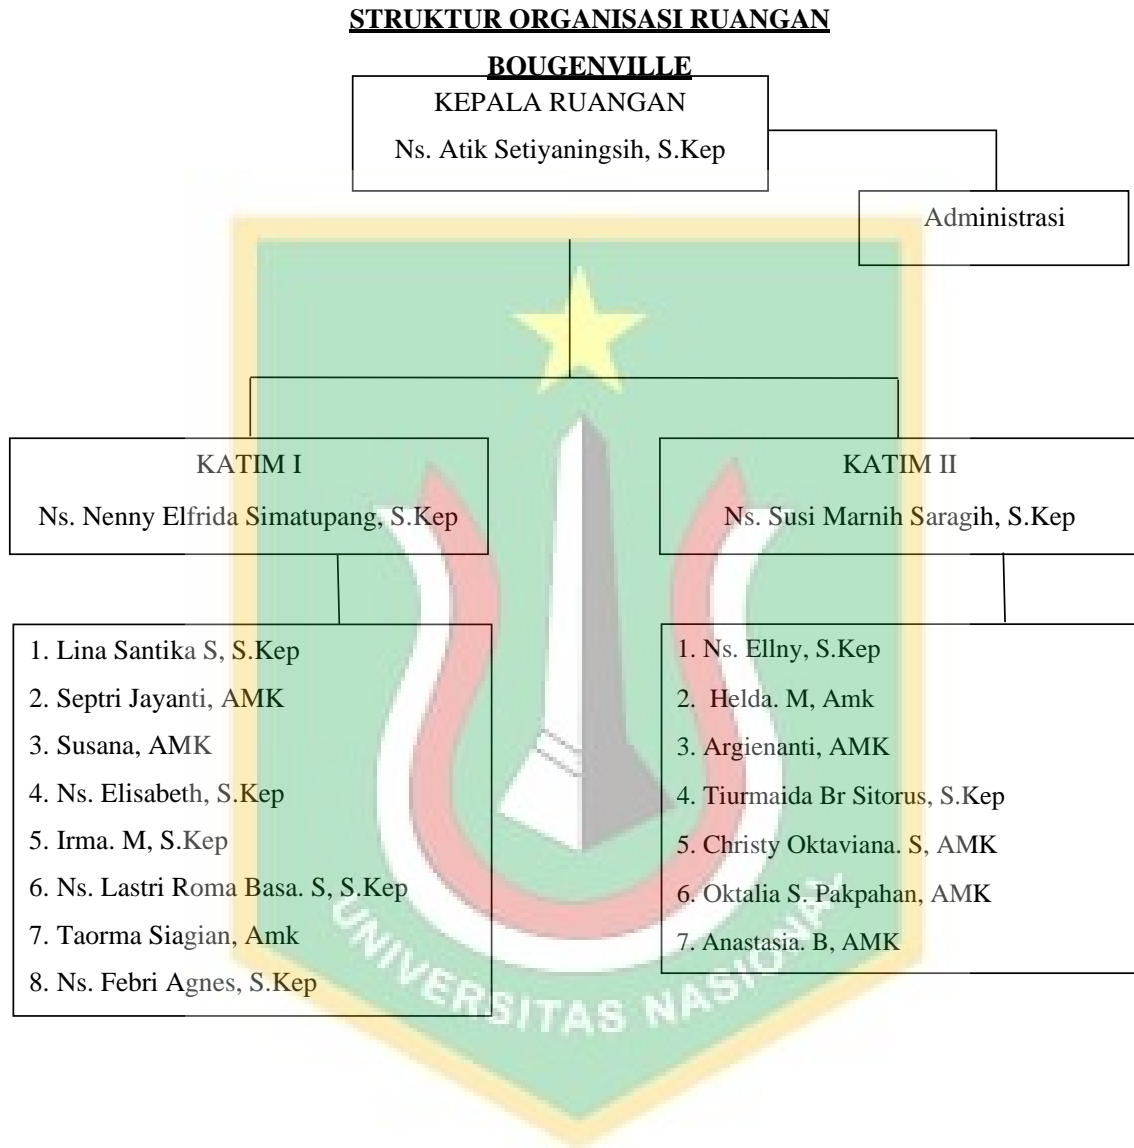 STRUKTUR ORGANISASI RUANGAN
BOUGENVILLE
KEPALA RUANGAN
Ns. Atik Setiyaningsih, S.Kep
Administrasi
KATIM I
Ns. Nenny Elfrida Simatupang, S.Kep
KATIM II
Ns. Susi Marnih Saragih, S.Kep
1. Lina Santika S, S.Kep
2. Septri Jayanti, AMK
3. Susana, AMK
4. Ns. Elisabeth, S.Kep
5. Irma. M, S.Kep
6. Ns. Lastri Roma Basa. S, S.Kep
7. Taorma Siagian, Amk
8. Ns. Febri Agnes, S.Kep
1. Ns. Ellny, S.Kep
2. Helda. M, Amk
3. Argienanti, AMK
4. Tiurmaida Br Sitorus, S.Kep
5. Christy Oktaviana. S, AMK
6. Oktalia S. Pakpahan, AMK
7. Anastasia. B, AMK
UNIVERSITAS NASIONAL